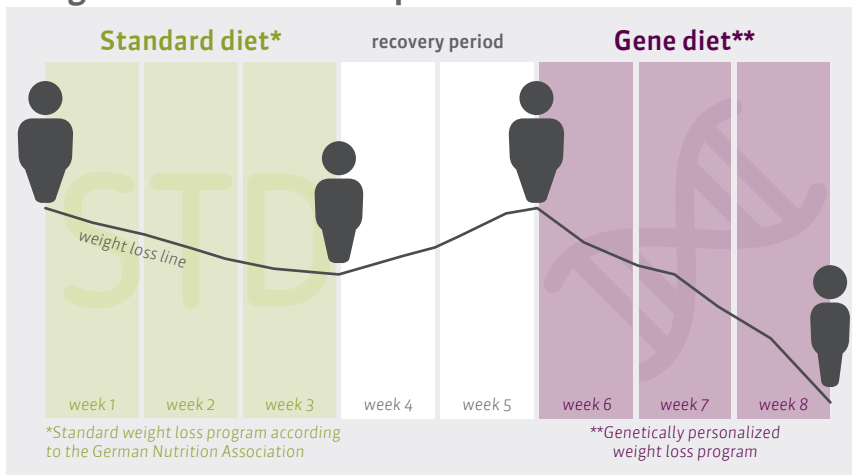 Standard diet*
recovery period
Gene diet**
STD
weight loss line
week 1
week 2
week 3
week 4
week 5
week 6
week 7
week 8
*Standard weight loss program according
to the German Nutrition Association
**Genetically personalized
weight loss program